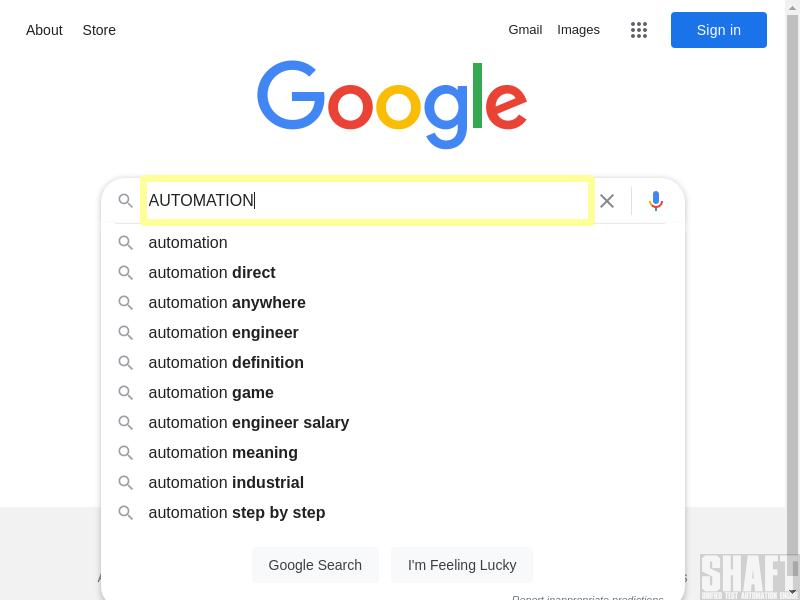 About Store Gmail Images Sign in
Google
AUTOMATION
automation
automation direct
automation anywhere
automation engineer
automation definition
automation game
automation engineer salary
automation meaning
automation industrial
automation step by step
Google Search I'm Feeling Lucky
Report inappropriate predictions
SHAFT